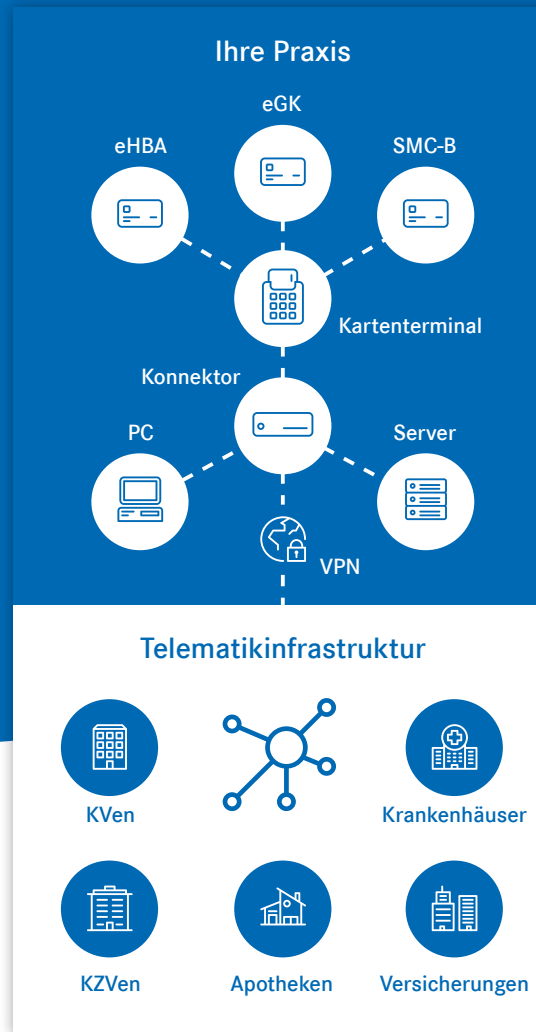 Ihre Praxis
eGK
eHBA
SMC-B
Kartenterminal
Konnektor
PC
Server
VPN
Telematikinfrastruktur
KVen
Krankenhäuser
KZVen
Apotheken
Versicherungen